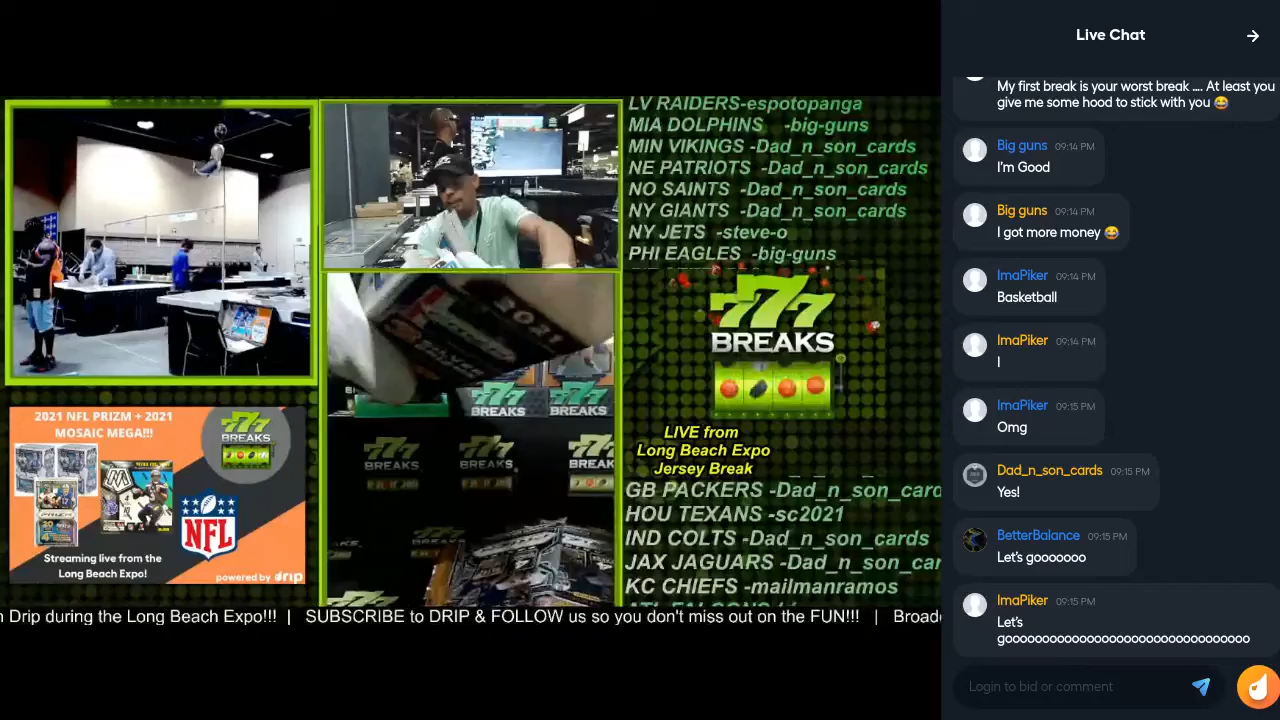 LV RAIDERS-espotopanga
MIA DOLPHINS -big-guns
MIN VIKINGS -Dad_n_son_cards
NE PATRIOTS -Dad_n_son_cards
NO SAINTS -Dad_n_son_cards
NY GIANTS -Dad_n_son_cards
NY JETS -steve-o
PHI EAGLES -big-guns
777
BREAKS
BREAKS
BREAKS
BREAKS
BREAKS
BREAKS
LIVE from
Long Beach Expo
Jersey Break
GB PACKERS -Dad_n_son_card
HOU TEXANS -sc2021
IND COLTS -Dad_n_son_cards
JAX JAGUARS -Dad_n_son_car
KC CHIEFS -mailmanramos
2021 NFL PRIZM + 2021
MOSAIC MEGA!!!
777
BREAKS
NFL
Streaming live from the
Long Beach Expo!
powered by drip
n Drip during the Long Beach Expo!!! | SUBSCRIBE to DRIP & FOLLOW us so you don't miss out on the FUN!!! | Broad
Live Chat
My first break is your worst break .... At least you
give me some hood to stick with you 😂
Big guns 09:14 PM
I'm Good
Big guns 09:14 PM
I got more money 😂
ImaPiker 09:14 PM
Basketball
ImaPiker 09:14 PM
I
ImaPiker 09:15 PM
Omg
Dad_n_son_cards 09:15 PM
Yes!
BetterBalance 09:15 PM
Let's gooooooo
ImaPiker 09:15 PM
Let's
gooooooooooooooooooooooooooooooooo
Login to bid or comment